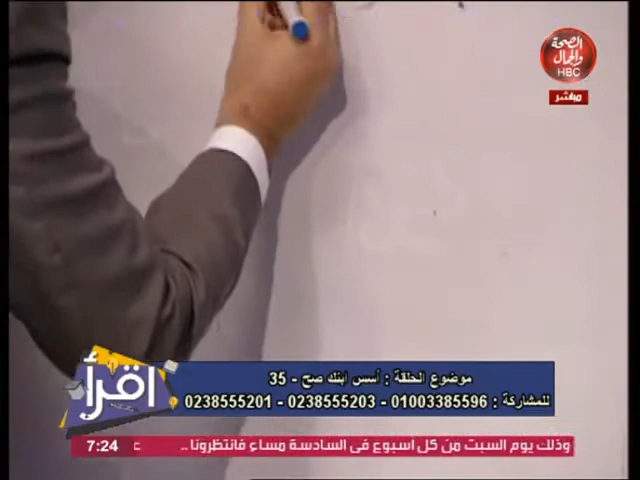 الصحة
والجمال
HBC
مباشر
موضوع الحلقة : أسس ابنك صح - 35
للمشاركة : 01003385596 - 0238555203 - 0238555201
اقرأ
وذلك يوم السبت من كل أسبوع فى السادسة مساءً فانتظرونا..
7:24